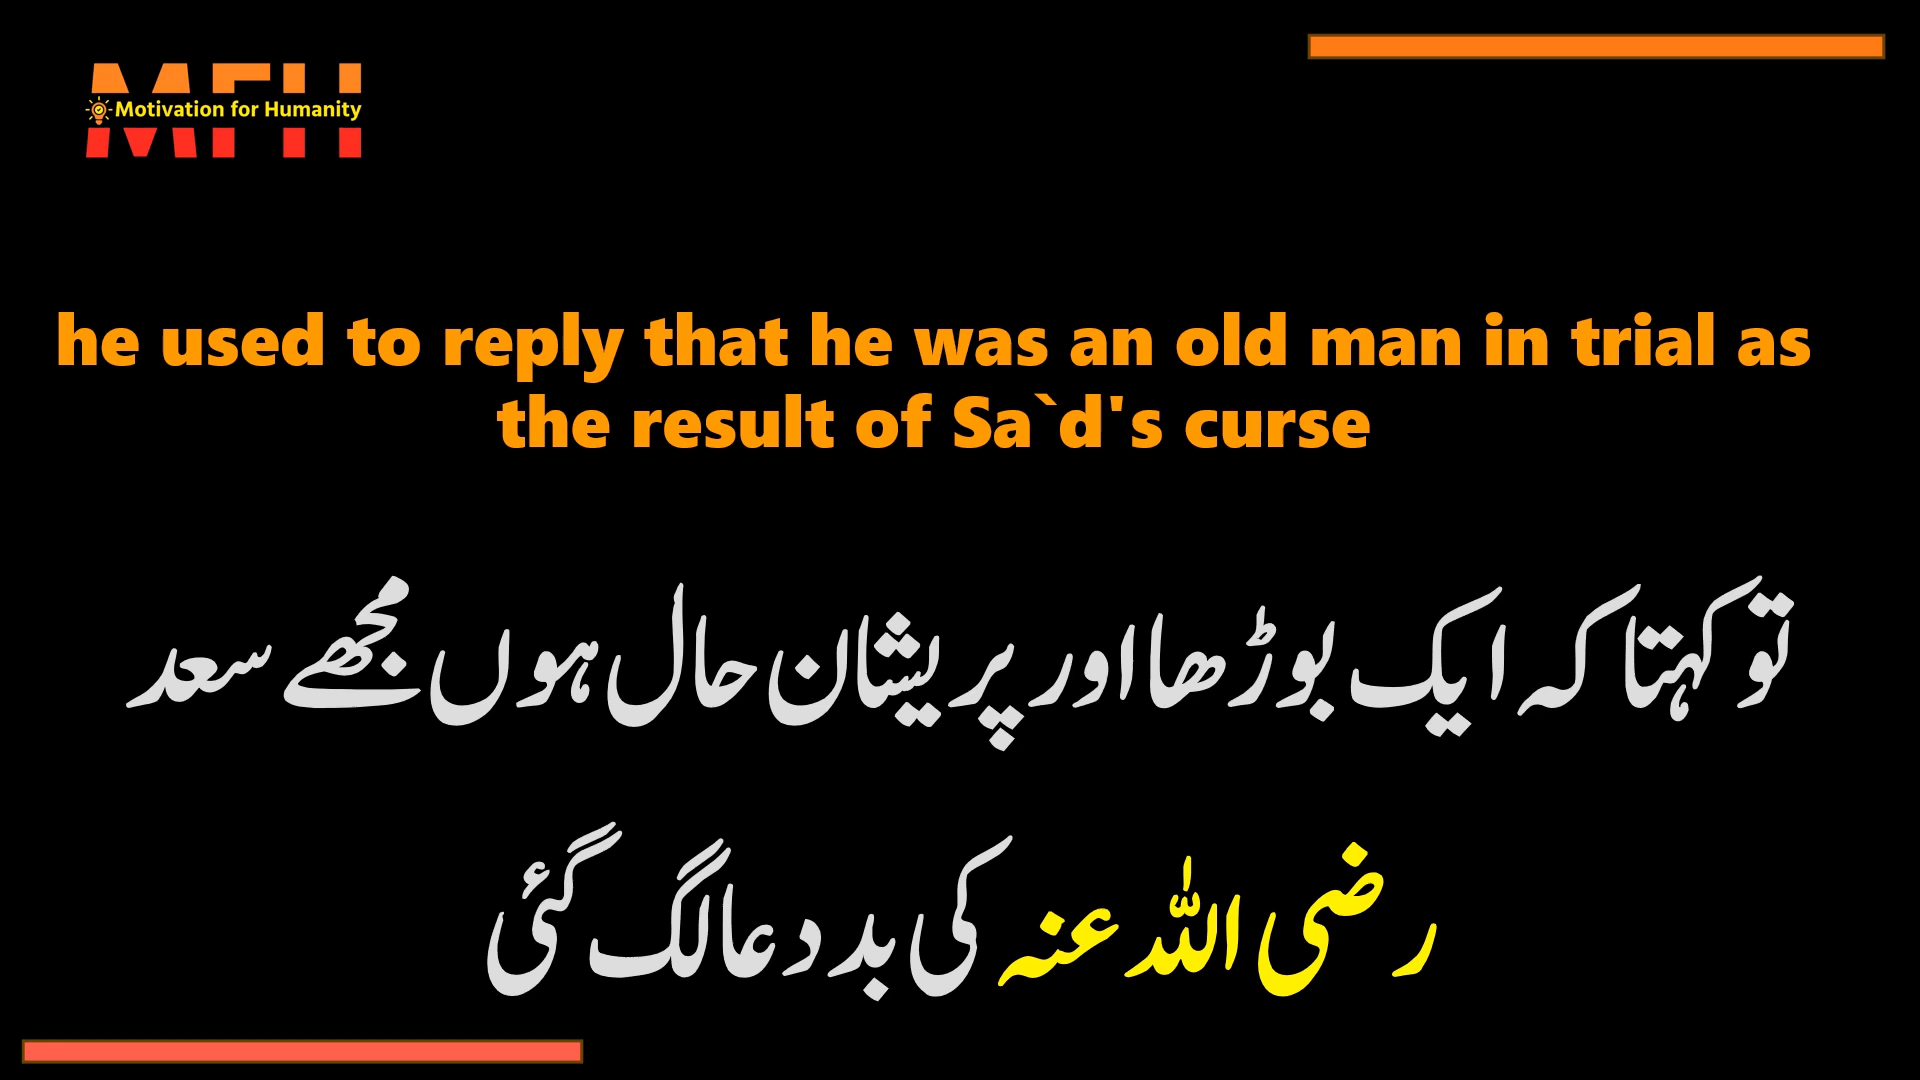 MFH
Motivation for Humanity
he used to reply that he was an old man in trial as
the result of Sa`d's curse
تو کہتا کہ ایک بوڑھا اور پریشان حال ہوں مجھے سعد
رضی اللہ عنہ کی بد دعا لگ گئی